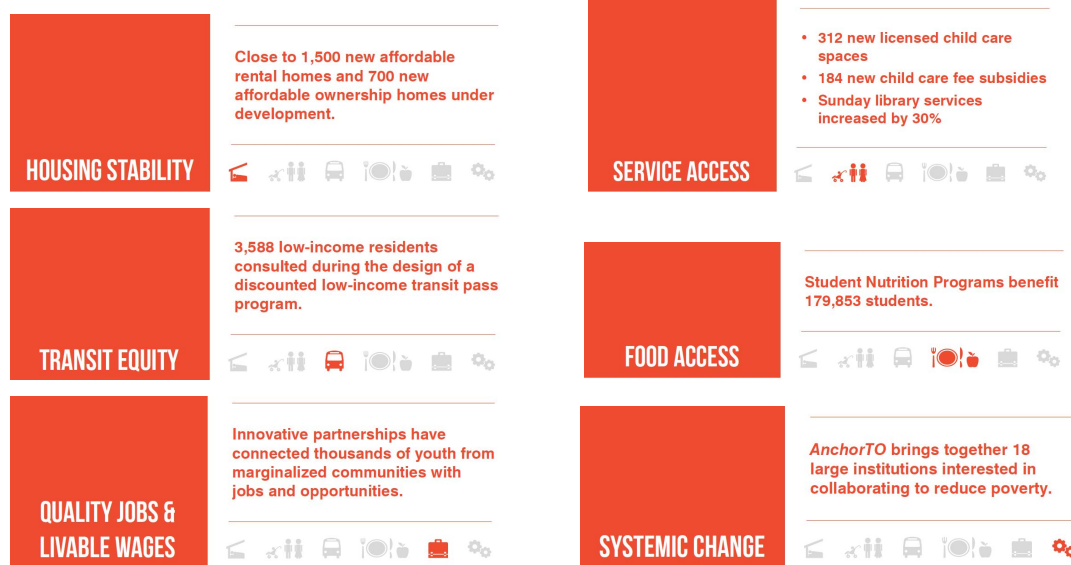 HOUSING STABILITY
Close to 1,500 new affordable
rental homes and 700 new
affordable ownership homes under
development.
TRANSIT EQUITY
3,588 low-income residents
consulted during the design of a
discounted low-income transit pass
program.
QUALITY JOBS &
LIVABLE WAGES
Innovative partnerships have
connected thousands of youth from
marginalized communities with
jobs and opportunities.
SERVICE ACCESS
• 312 new licensed child care
spaces
• 184 new child care fee subsidies
• Sunday library services
increased by 30%
FOOD ACCESS
Student Nutrition Programs benefit
179,853 students.
SYSTEMIC CHANGE
AnchorTO brings together 18
large institutions interested in
collaborating to reduce poverty.